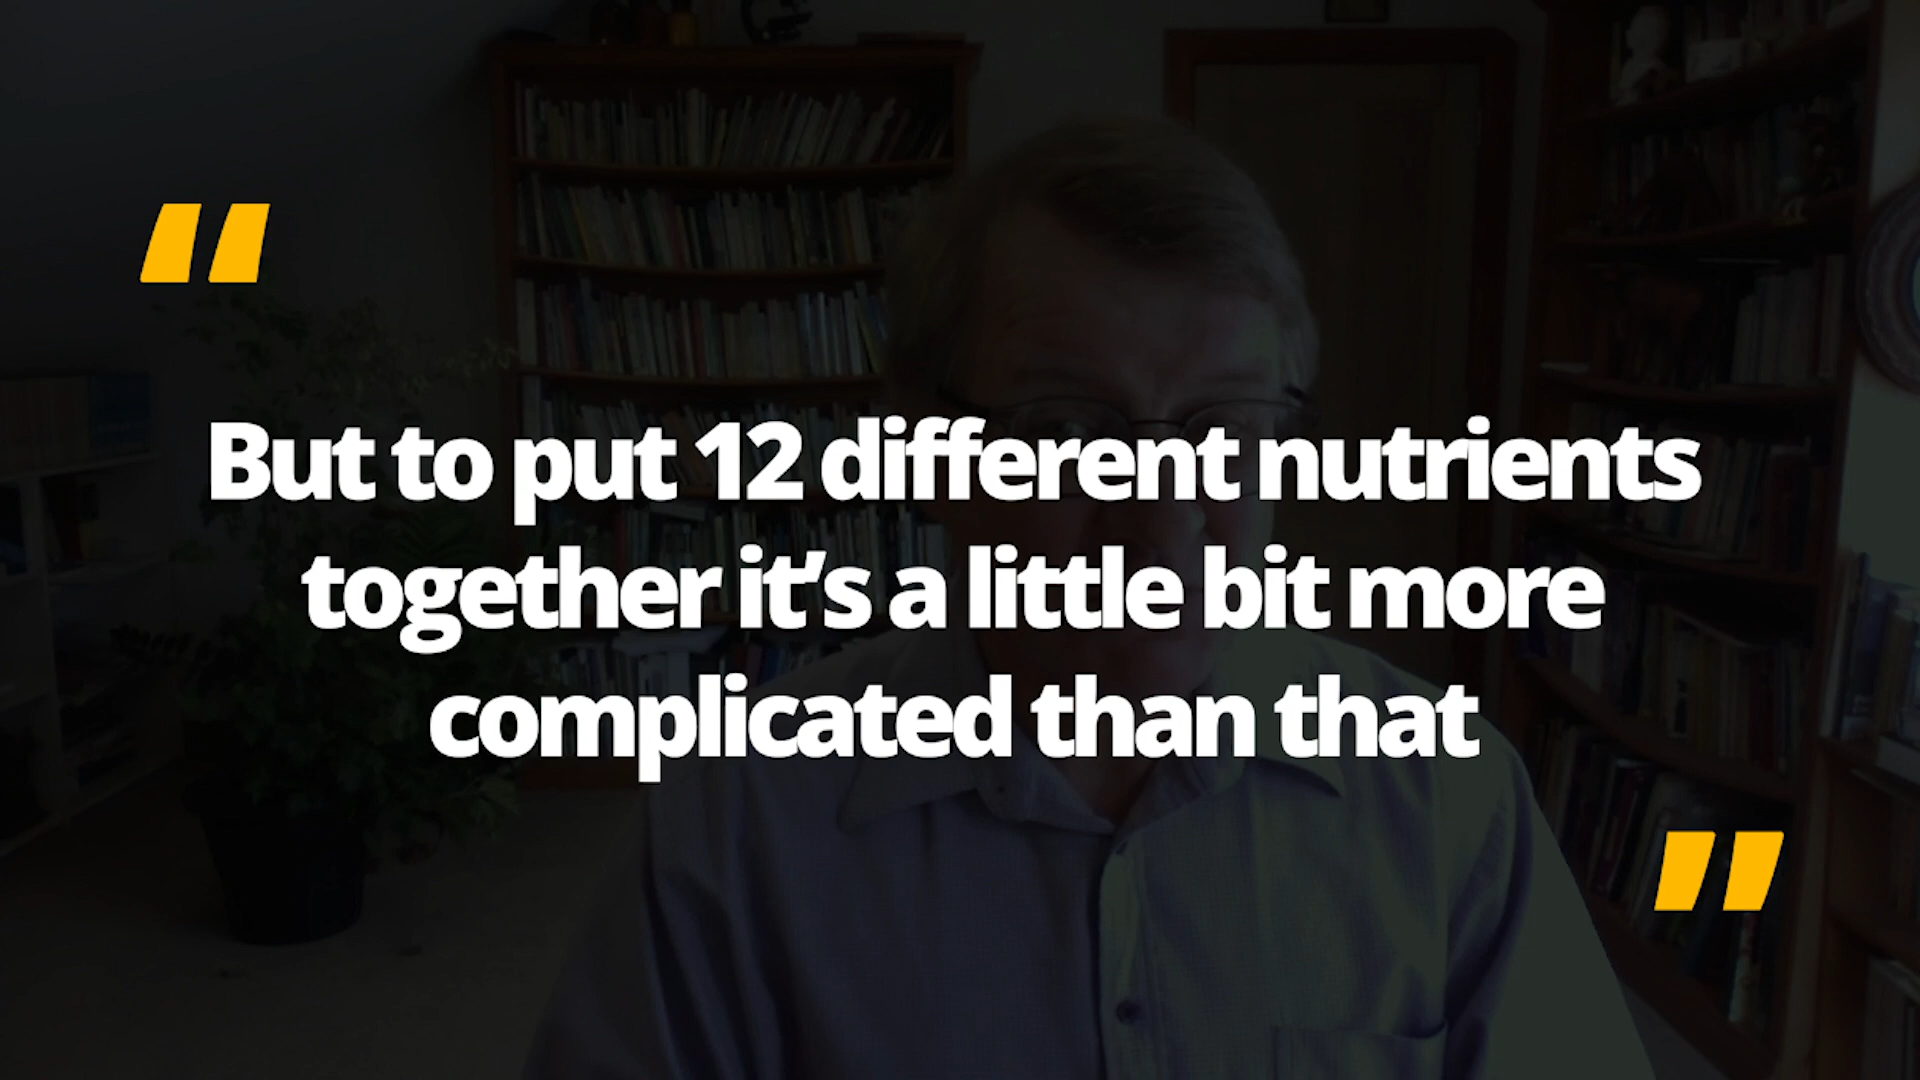 “
But to put 12 different nutrients
together it’s a little bit more
complicated than that
”